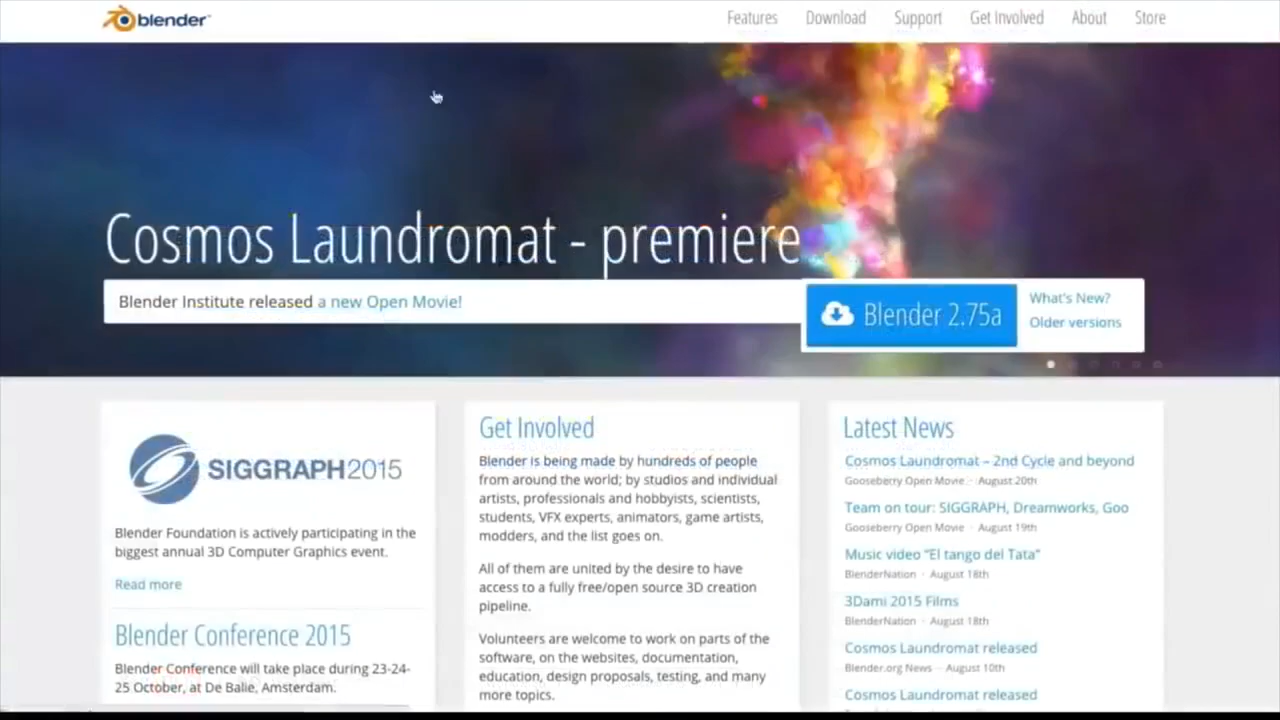 blender
Features Download Support Get Involved About Store
Cosmos Laundromat - premiere
Blender Institute released a new Open Movie!
Blender 2.75a
What's New?
Older versions
SIGGRAPH2015
Blender Foundation is actively participating in the
biggest annual 3D Computer Graphics event.
Read more
Blender Conference 2015
Blender Conference will take place during 23-24-
25 October, at De Balie, Amsterdam.
Get Involved
Blender is being made by hundreds of people
from around the world; by studios and individual
artists, professionals and hobbyists, scientists,
students, VFX experts, animators, game artists,
modders, and the list goes on.
All of them are united by the desire to have
access to a fully free/open source 3D creation
pipeline.
Volunteers are welcome to work on parts of the
software, on the websites, documentation,
education, design proposals, testing, and many
more topics.
Latest News
Cosmos Laundromat – 2nd Cycle and beyond
Gooseberry Open Movie · August 20th
Team on tour: SIGGRAPH, Dreamworks, Goo
Gooseberry Open Movie · August 19th
Music video “El tango del Tata”
BlenderNation · August 18th
3Dami 2015 Films
BlenderNation · August 18th
Cosmos Laundromat released
Blender.org News · August 10th
Cosmos Laundromat released